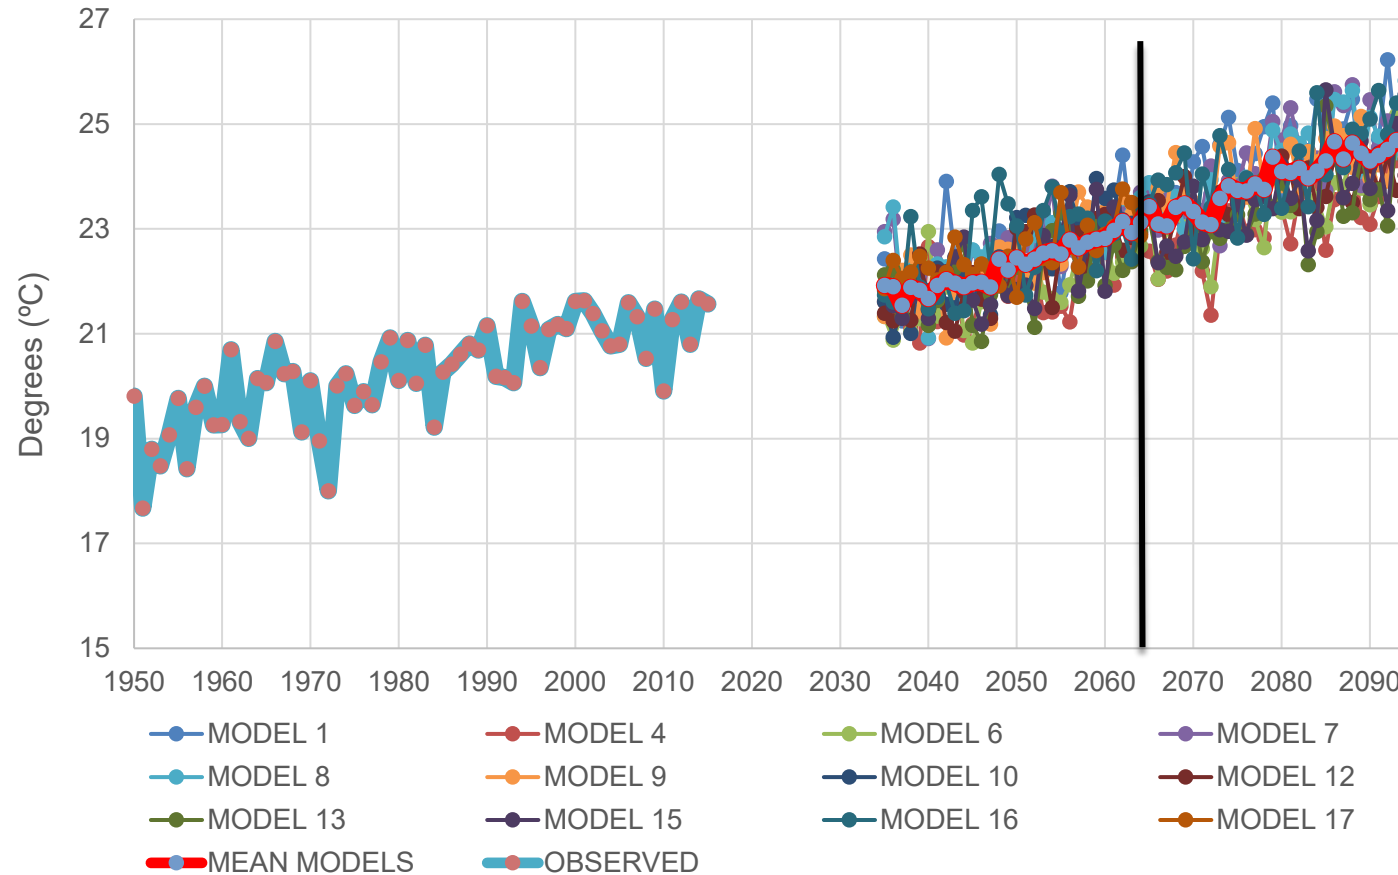 27
25
23
21
19
17
15
Degrees (ºC)
1950 1960 1970 1980 1990 2000 2010 2020 2030 2040 2050 2060 2070 2080 2090
MODEL 1 MODEL 4 MODEL 6 MODEL 7
MODEL 8 MODEL 9 MODEL 10 MODEL 12
MODEL 13 MODEL 15 MODEL 16 MODEL 17
MEAN MODELS OBSERVED